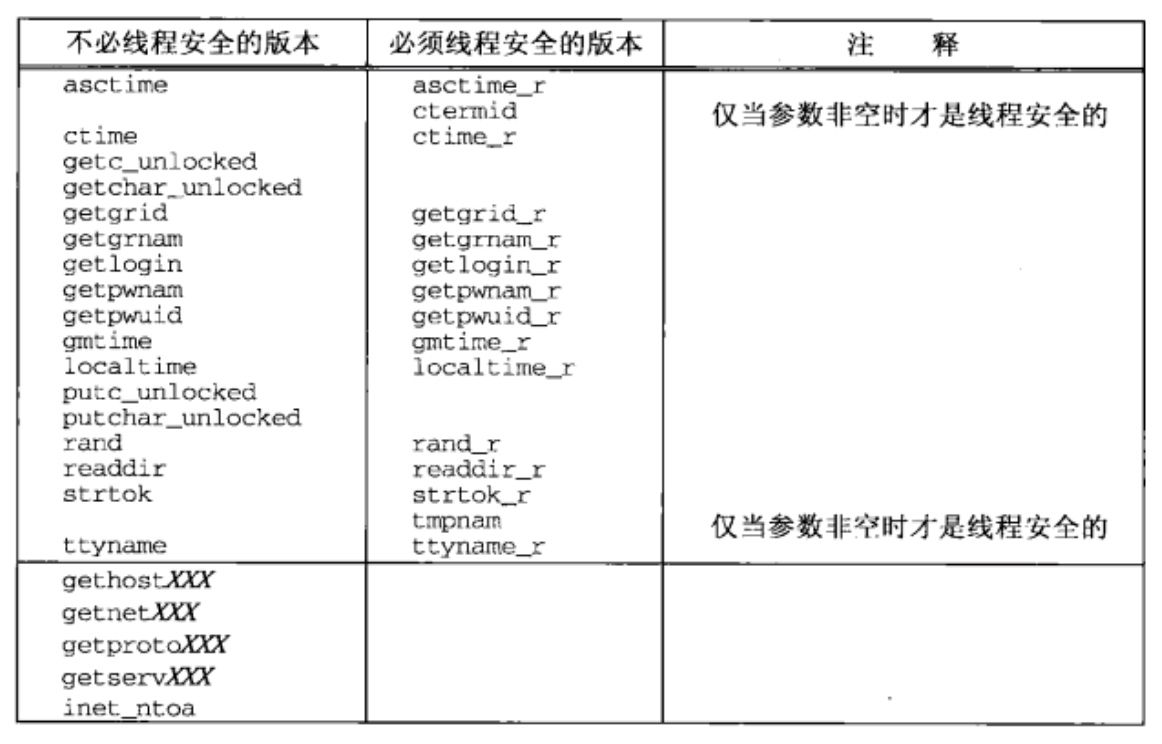 不必线程安全的版本 必须线程安全的版本 注 释
asctime asctime_r
ctermid 仅当参数非空时才是线程安全的
ctime ctime_r
getc_unlocked
getchar_unlocked
getgrid getgrid_r
getgrnam getgrnam_r
getlogin getlogin_r
getpwnam getpwnam_r
getpwuid getpwuid_r
gmtime gmtime_r
localtime localtime_r
putc_unlocked
putchar_unlocked
rand rand_r
readdir readdir_r
strtok strtok_r
tmpnam 仅当参数非空时才是线程安全的
ttyname ttyname_r
gethostXXX
getnetXXX
getprotoXXX
getservXXX
inet_ntoa